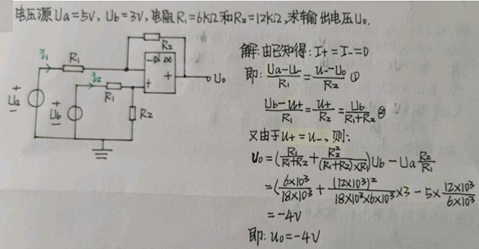 电压源Ua=5V, Ub=3V, 电阻R₁=6kΩ和R₂=12kΩ,求输出电压U₀.
R₂
i₁
R₁
▷∞
-
+
+
U₀
i₂
R₁
Ua
Ub
R₂
解:由已知得: I₊=I₋=0
即: (Ua-U₋)/R₁ = (U₋-U₀)/R₂ ①
(Ub-U₊)/R₁ = U₊/R₂ = Ub/(R₁+R₂) ②
又由于U₊=U₋、则:
U₀=(R₁/(R₁+R₂) + R₂²/((R₁+R₂)×R₁))Ub-Ua R₂/R₁
=(6×10³/18×10³ + (12×10³)²/18×10³×6×10³)×3-5×12×10³/6×10³
=-4V
即: U₀=-4V